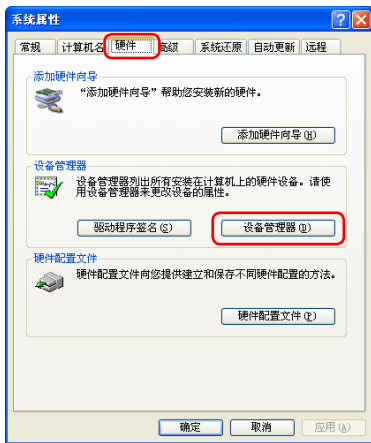 系统属性
常规 计算机名 硬件 高级 系统还原 自动更新 远程
添加硬件向导
“添加硬件向导”帮助您安装新的硬件。
添加硬件向导(H)
设备管理器
设备管理器列出所有安装在计算机上的硬件设备。请使
用设备管理器来更改设备的属性。
驱动程序签名(S) 设备管理器(D)
硬件配置文件
硬件配置文件向您提供建立和保存不同硬件配置的方法。
硬件配置文件(P)
确定 取消 应用(A)